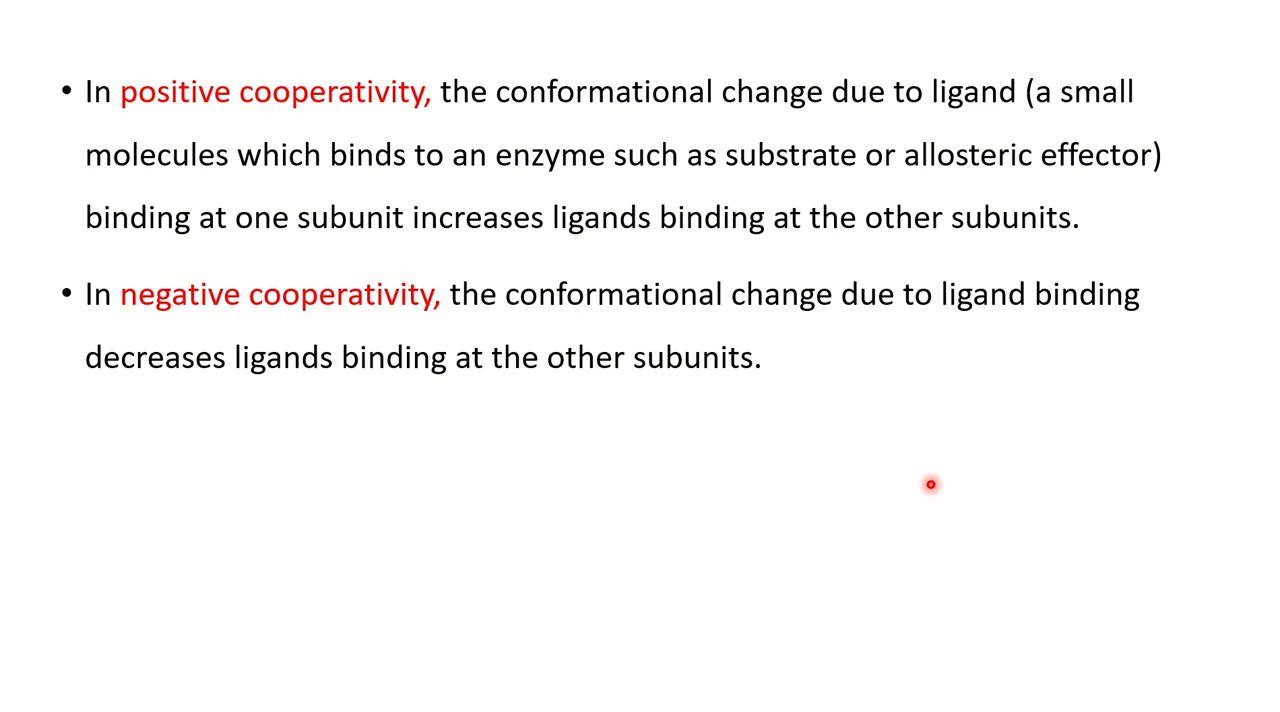 • In positive cooperativity, the conformational change due to ligand (a small
molecules which binds to an enzyme such as substrate or allosteric effector)
binding at one subunit increases ligands binding at the other subunits.
• In negative cooperativity, the conformational change due to ligand binding
decreases ligands binding at the other subunits.